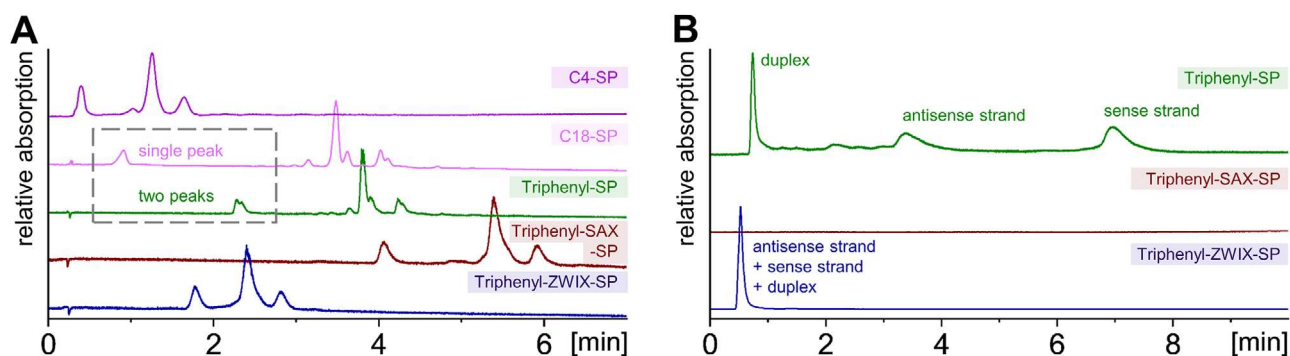 A
relative absorption
C4-SP
C18-SP
single peak
two peaks
Triphenyl-SP
Triphenyl-SAX
-SP
Triphenyl-ZWIX-SP
0 2 4 6 [min]
B
relative absorption
duplex
Triphenyl-SP
antisense strand
sense strand
Triphenyl-SAX-SP
Triphenyl-ZWIX-SP
antisense strand
+ sense strand
+ duplex
0 2 4 6 8 [min]